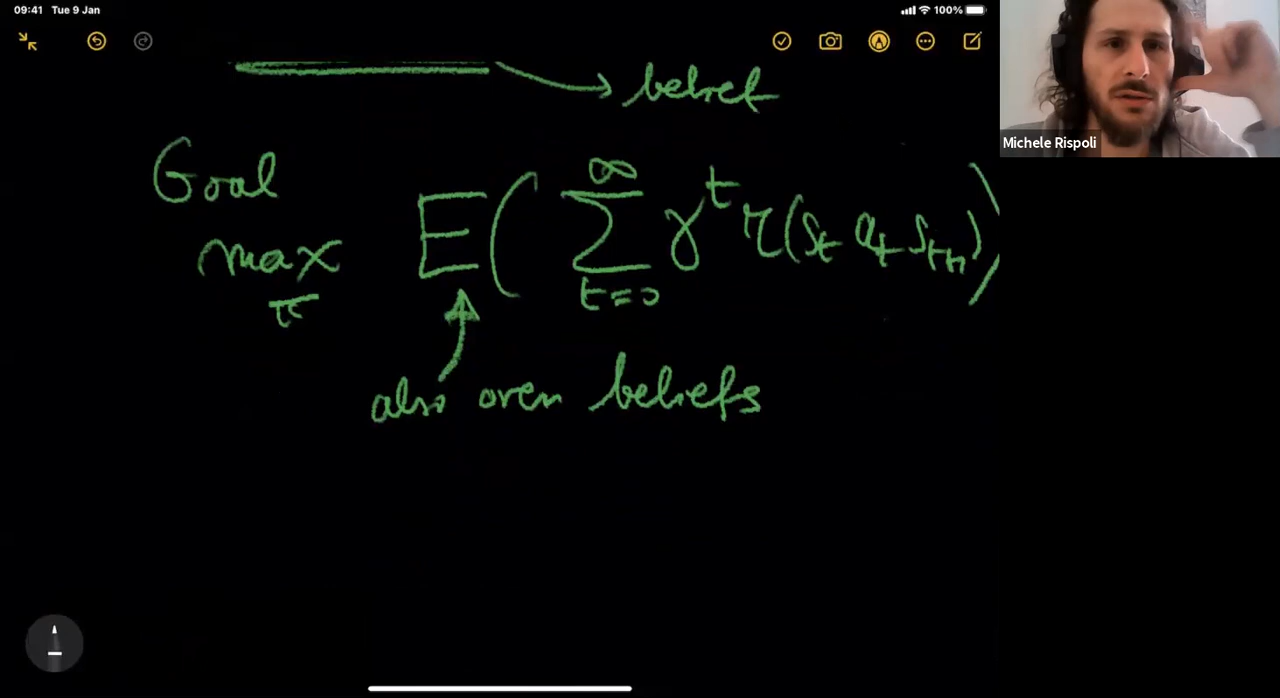 09:41 Tue 9 Jan
100%
Michele Rispoli
belief
Goal
max
π
E( ∑ γ^t r(s_t a_t s_{t+1}) )
∞
t=0
also over beliefs